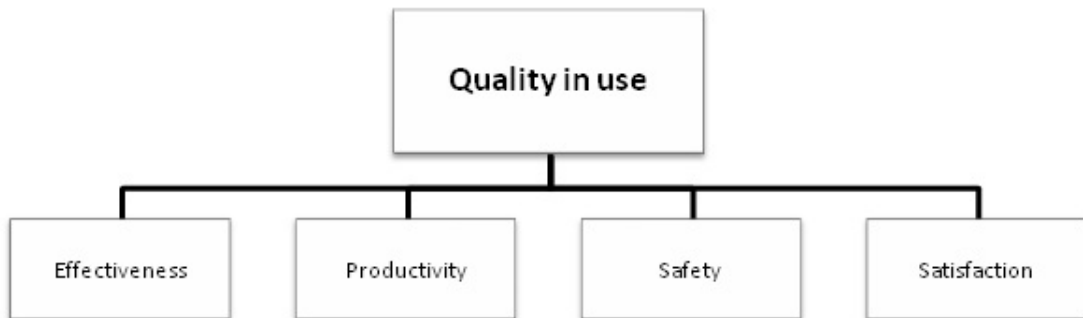 Quality in use
Effectiveness
Productivity
Safety
Satisfaction